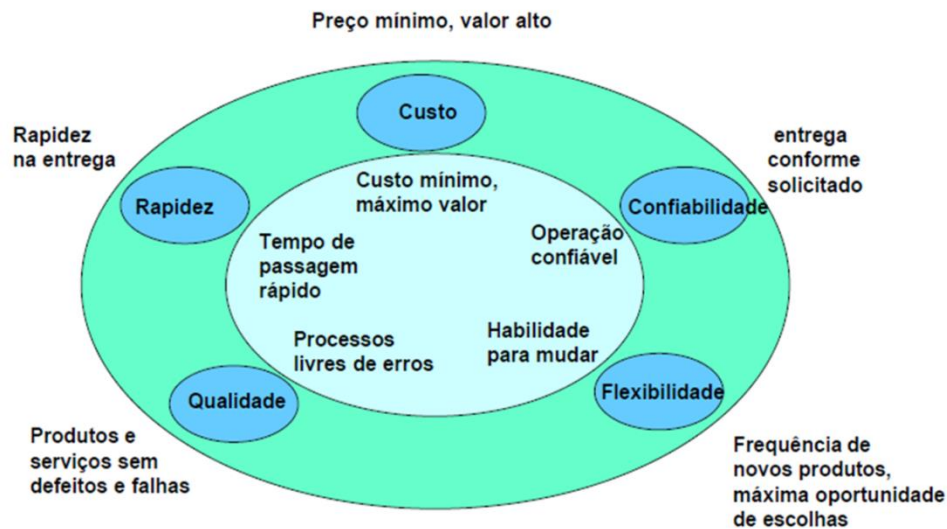 Preço mínimo, valor alto
Custo
Rapidez
na entrega
entrega
conforme
solicitado
Rapidez
Custo mínimo,
máximo valor
Confiabilidade
Tempo de
passagem
rápido
Operação
confiável
Processos
livres de erros
Habilidade
para mudar
Qualidade
Flexibilidade
Produtos e
serviços sem
defeitos e falhas
Frequência de
novos produtos,
máxima oportunidade
de escolhas